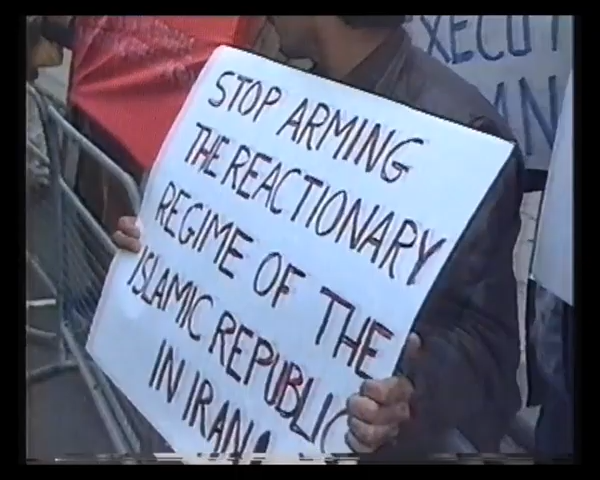 STOP ARMING
THE REACTIONARY
REGIME OF THE
ISLAMIC REPUBLIC
IN IRAN!